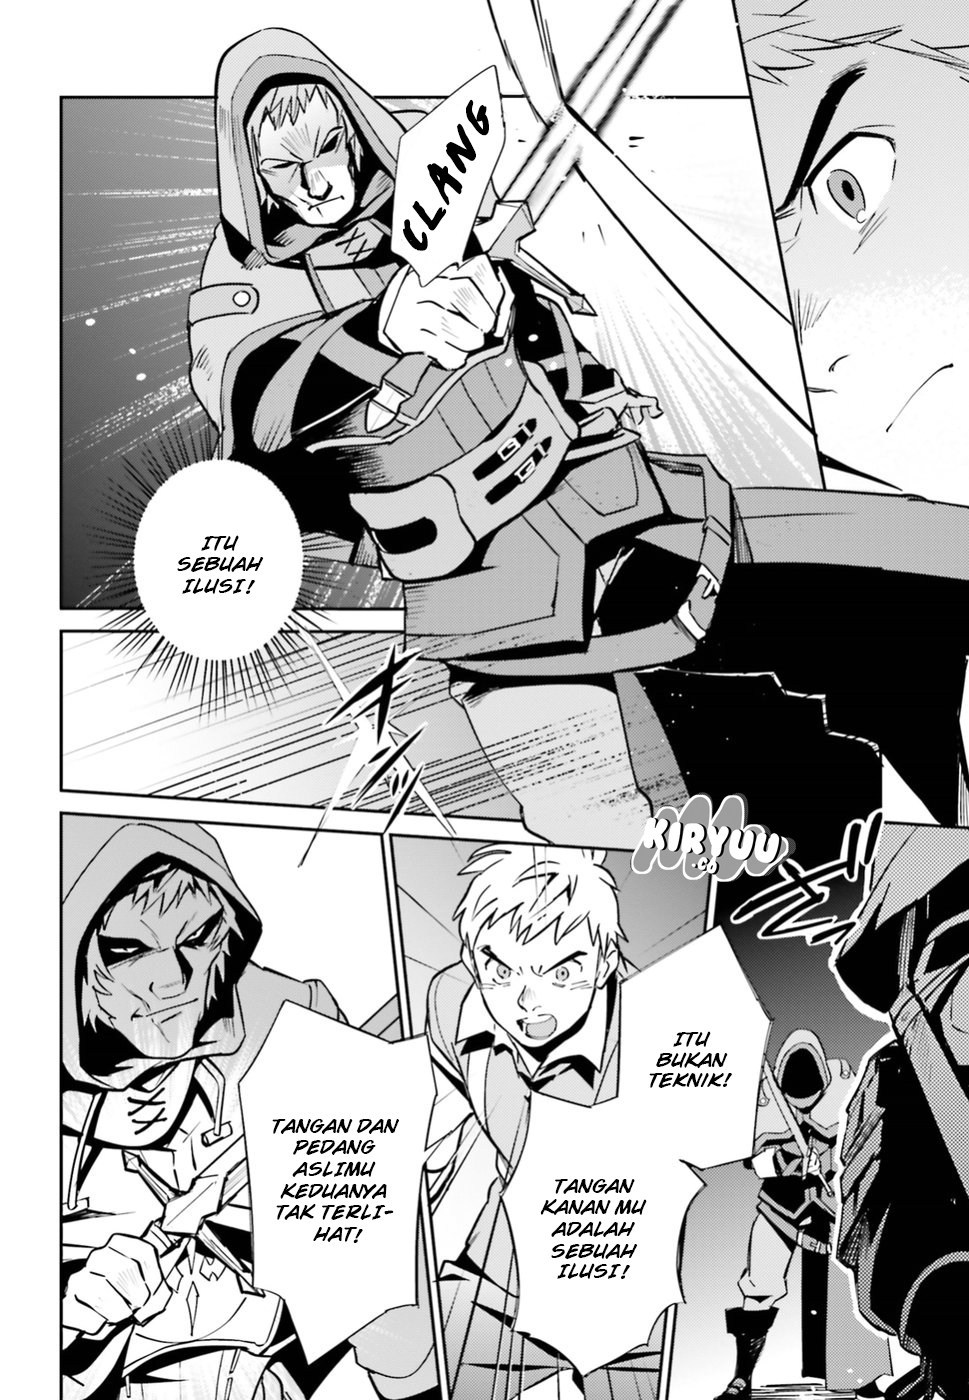 CLANG
ITU
SEBUAH
ILUSI!
KIRYUU
.CO
ITU
BUKAN
TEKNIK!
TANGAN
KANAN MU
ADALAH
SEBUAH
ILUSI!
TANGAN DAN
PEDANG
ASLIMU
KEDUANYA
TAK TERLI-
HAT!